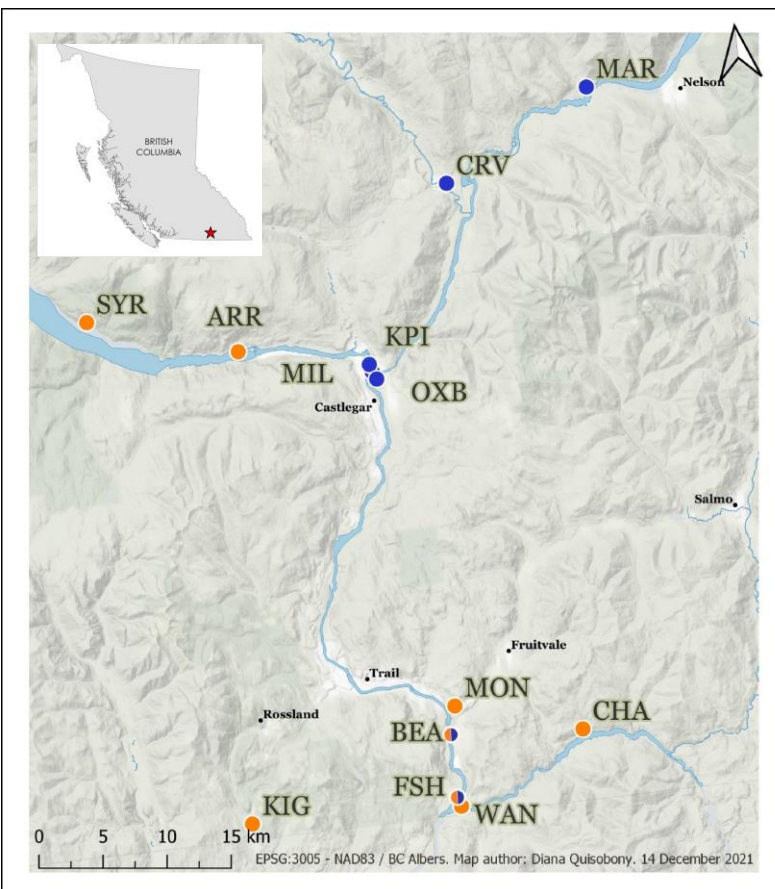 MAR
Nelson
BRITISH
COLUMBIA
CRV
SYR
ARR
KPI
MIL
OXB
Castlegar
Salmo
Fruitvale
Trail
MON
Rossland
CHA
BEA
FSH
WAN
KIG
0 5 10 15 km
EPSG:3005 - NAD83 / BC Albers. Map author: Diana Quisobony. 14 December 2021